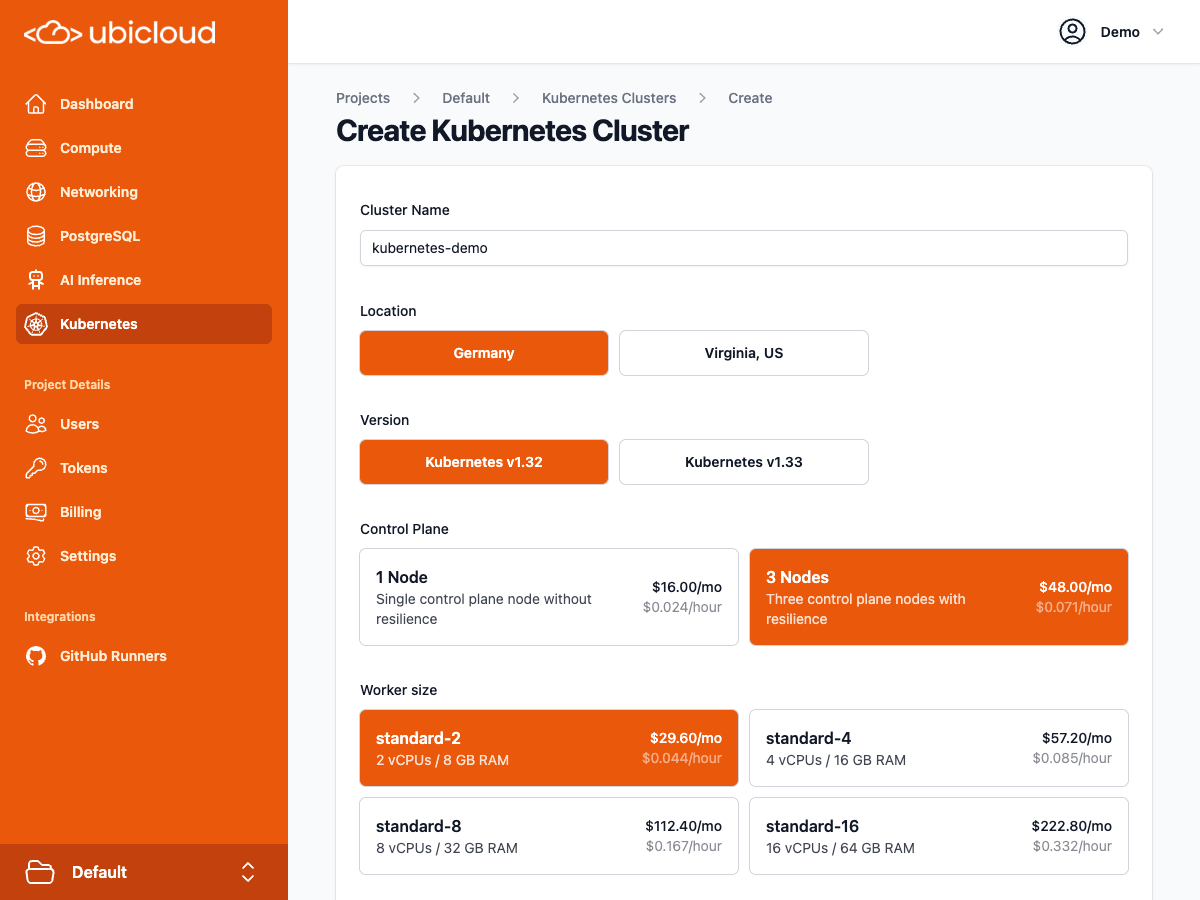 ubicloud
Demo
Dashboard
Compute
Networking
PostgreSQL
AI Inference
Kubernetes
Project Details
Users
Tokens
Billing
Settings
Integrations
GitHub Runners
Default
Projects Default Kubernetes Clusters Create
Create Kubernetes Cluster
Cluster Name
kubernetes-demo
Location
Germany Virginia, US
Version
Kubernetes v1.32 Kubernetes v1.33
Control Plane
1 Node
Single control plane node without
resilience
$16.00/mo
$0.024/hour
3 Nodes
Three control plane nodes with
resilience
$48.00/mo
$0.071/hour
Worker size
standard-2
2 vCPUs / 8 GB RAM
$29.60/mo
$0.044/hour
standard-4
4 vCPUs / 16 GB RAM
$57.20/mo
$0.085/hour
standard-8
8 vCPUs / 32 GB RAM
$112.40/mo
$0.167/hour
standard-16
16 vCPUs / 64 GB RAM
$222.80/mo
$0.332/hour